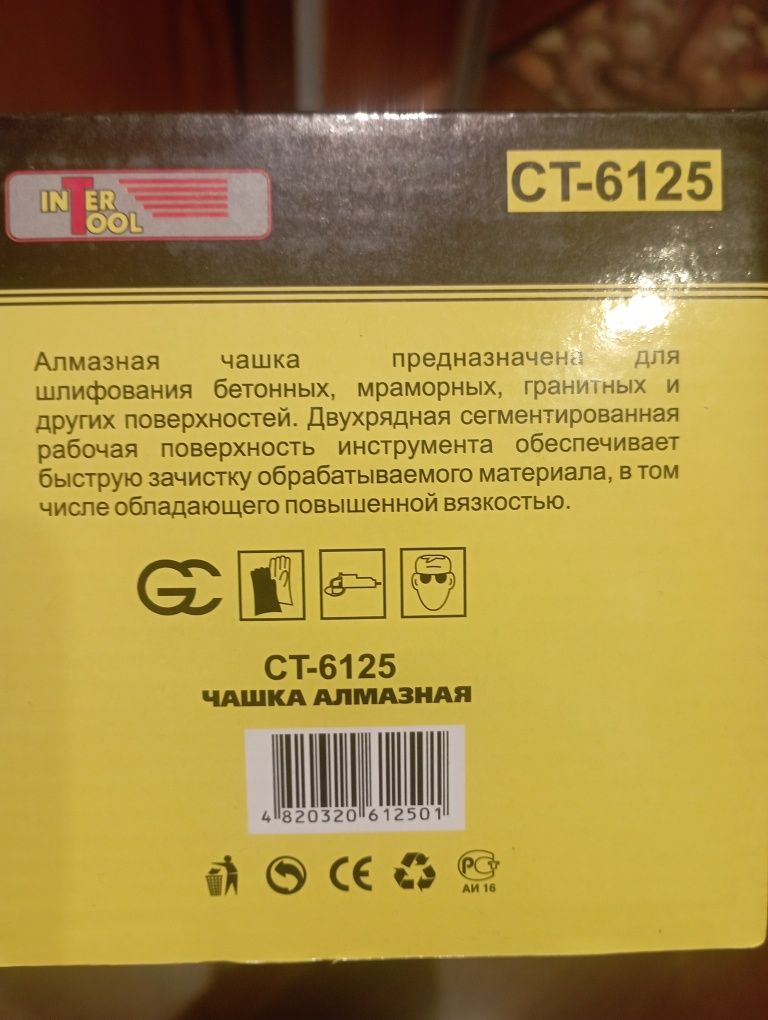 INTER
TOOL
CT-6125
Алмазная чашка предназначена для
шлифования бетонных, мраморных, гранитных и
других поверхностей. Двухрядная сегментированная
рабочая поверхность инструмента обеспечивает
быструю зачистку обрабатываемого материала, в том
числе обладающего повышенной вязкостью.
GC
CT-6125
ЧАШКА АЛМАЗНАЯ
4 820320 612501
CE
РСТ
АИ 16